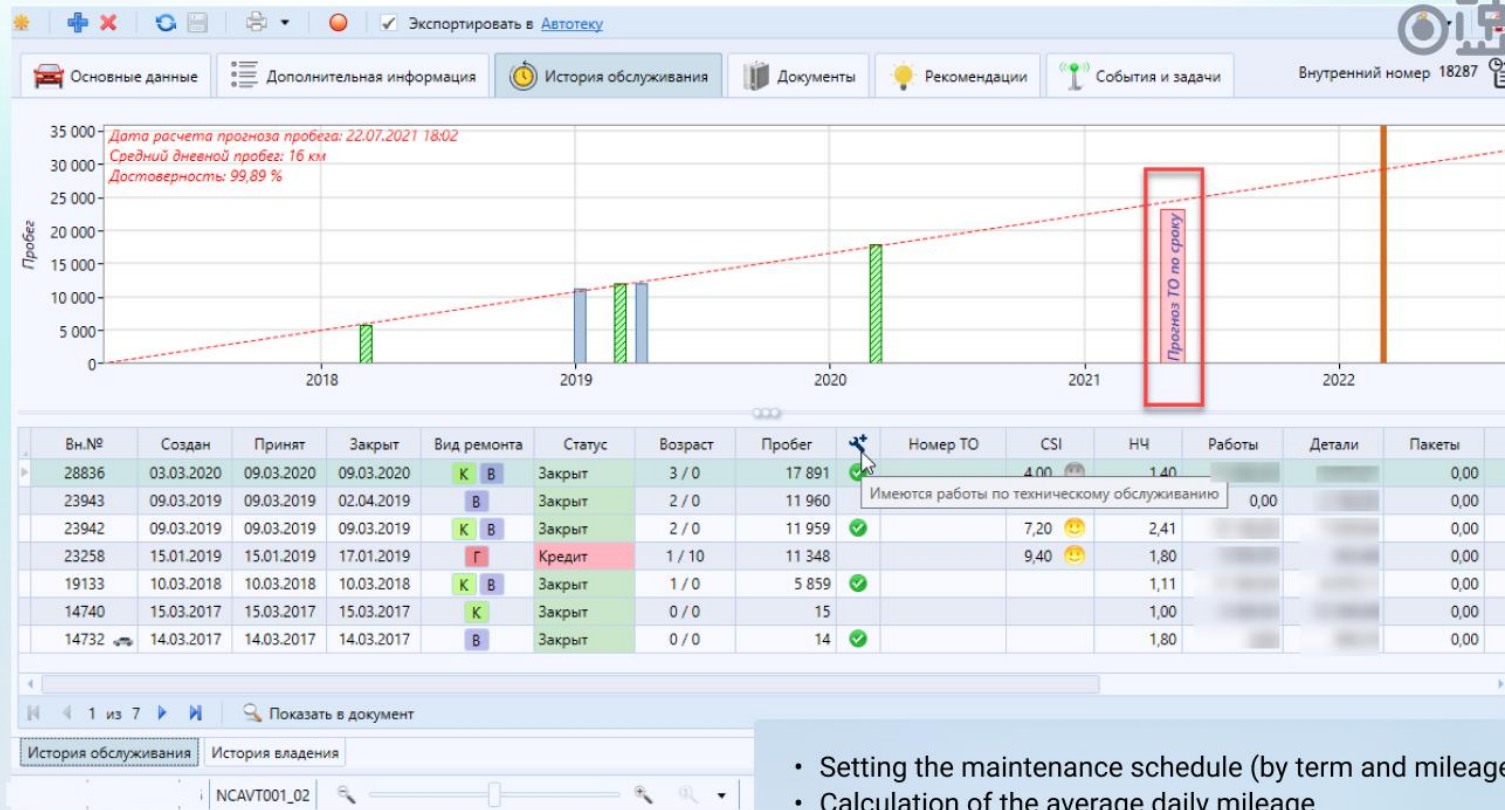 Экспортировать в Автотеку
Основные данные
Дополнительная информация
История обслуживания
Документы
Рекомендации
События и задачи
Внутренний номер 18287
Дата расчета прогноза пробега: 22.07.2021 18:02
Средний дневной пробег: 16 км
Достоверность: 99,89 %
Пробег
35 000
30 000
25 000
20 000
15 000
10 000
5 000
0
Прогноз ТО по сроку
2018 2019 2020 2021 2022
Вн.№ Создан Принят Закрыт Вид ремонта Статус Возраст Пробег Номер ТО CSI НЧ Работы Детали Пакеты
28836 03.03.2020 09.03.2020 09.03.2020 К В Закрыт 3 / 0 17 891 4,00 1,40 0,00
Имеются работы по техническому обслуживанию
23943 09.03.2019 09.03.2019 02.04.2019 В Закрыт 2 / 0 11 960 0,00 0,00
23942 09.03.2019 09.03.2019 09.03.2019 К В Закрыт 2 / 0 11 959 7,20 2,41 0,00
23258 15.01.2019 15.01.2019 17.01.2019 Г Кредит 1 / 10 11 348 9,40 1,80 0,00
19133 10.03.2018 10.03.2018 10.03.2018 К В Закрыт 1 / 0 5 859 1,11 0,00
14740 15.03.2017 15.03.2017 15.03.2017 К Закрыт 0 / 0 15 1,00 0,00
14732 14.03.2017 14.03.2017 14.03.2017 В Закрыт 0 / 0 14 1,80 0,00
1 из 7 Показать в документ
История обслуживания История владения
NCAVT001_02
• Setting the maintenance schedule (by term and mileage
• Calculation of the average daily mileage